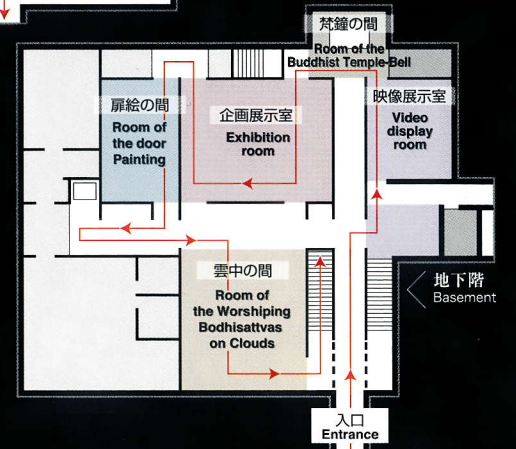 梵鐘の間
Room of the
Buddhist Temple-Bell
扉絵の間
Room of
the door
Painting
企画展示室
Exhibition
room
映像展示室
Video
display
room
雲中の間
Room of
the Worshiping
Bodhisattvas
on Clouds
地下階
Basement
入口
Entrance